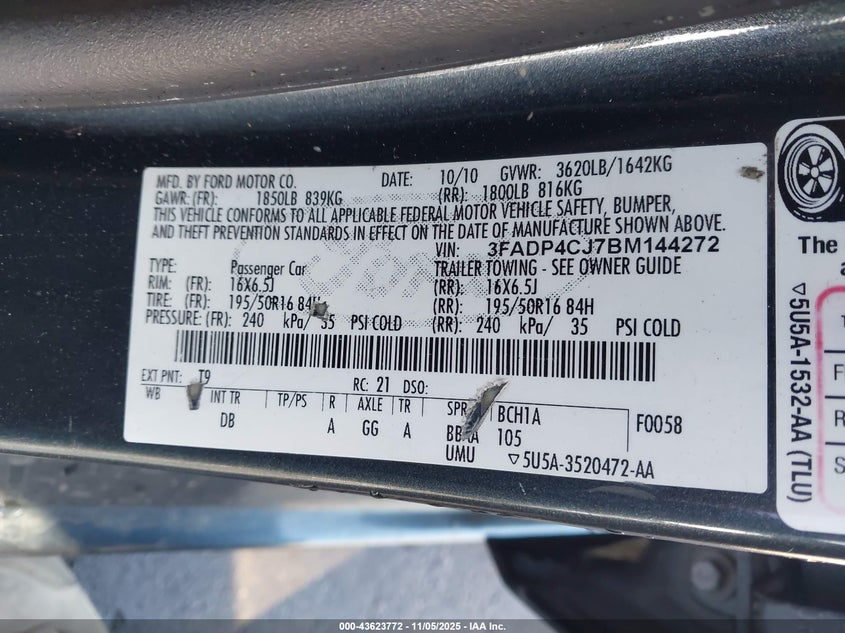 MFD. BY FORD MOTOR CO. DATE: 10/10 GVWR: 3620LB/1642KG
GAWR: (FR): 1850LB 839KG (RR): 1800LB 816KG
THIS VEHICLE CONFORMS TO ALL APPLICABLE FEDERAL MOTOR VEHICLE SAFETY, BUMPER,
AND THEFT PREVENTION STANDARDS IN EFFECT ON THE DATE OF MANUFACTURE SHOWN ABOVE.
VIN: 3FADP4CJ7BM144272
TYPE: Passenger Car TRAILER TOWING - SEE OWNER GUIDE
RIM: (FR): 16X6.5J (RR): 16X6.5J
TIRE: (FR): 195/50R16 84H (RR): 195/50R16 84H
PRESSURE: (FR): 240 kPa/ 35 PSI COLD (RR): 240 kPa/ 35 PSI COLD
EXT PNT: T9 RC: 21 DSO:
WB INT TR TP/PS R AXLE TR SPR BCH1A F0058
DB A GG A 105
UMU ▽5U5A-3520472-AA
The
▽5U5A-1532-AA (TLU)
000-43623772 - 11/05/2025 - IAA Inc.